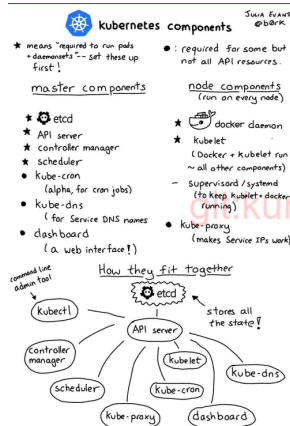 JULIA EVANS
@b0rk
kubernetes components
★ means "required to run pods
+ daemonsets" -- set these up
first!
● : required for some but
not all API resources.
master components
★ etcd
★ API server
★ controller manager
★ scheduler
● kube-cron
(alpha, for cron jobs)
● kube-dns
(for Service DNS names
● dashboard
(a web interface!)
node components
(run on every node)
★ docker daemon
★ kubelet
(Docker + kubelet run
~ all other components)
- supervisord/systemd
(to keep kubelet + docker
running)
● kube-proxy
(makes Service IPs work)
git.kur
How they fit together
command line
admin tool
kubectl
etcd
stores all
the state!
API server
controller
manager
kubelet
kube-dns
scheduler
kube-cron
kube-proxy
dashboard